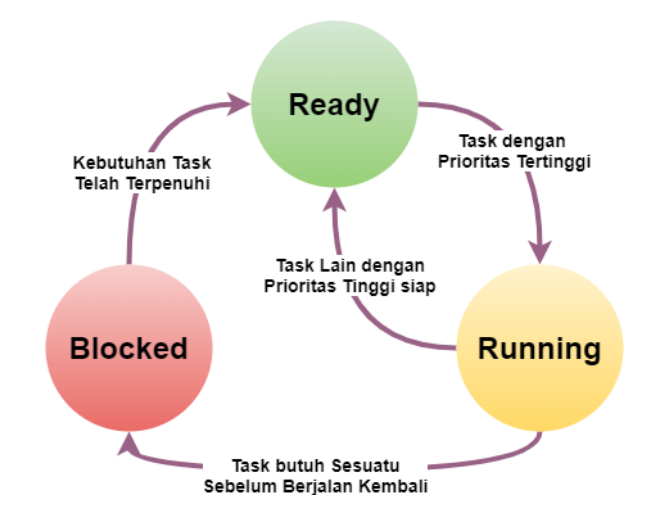 Ready
Task dengan
Prioritas Tertinggi
Kebutuhan Task
Telah Terpenuhi
Task Lain dengan
Prioritas Tinggi siap
Blocked
Running
Task butuh Sesuatu
Sebelum Berjalan Kembali